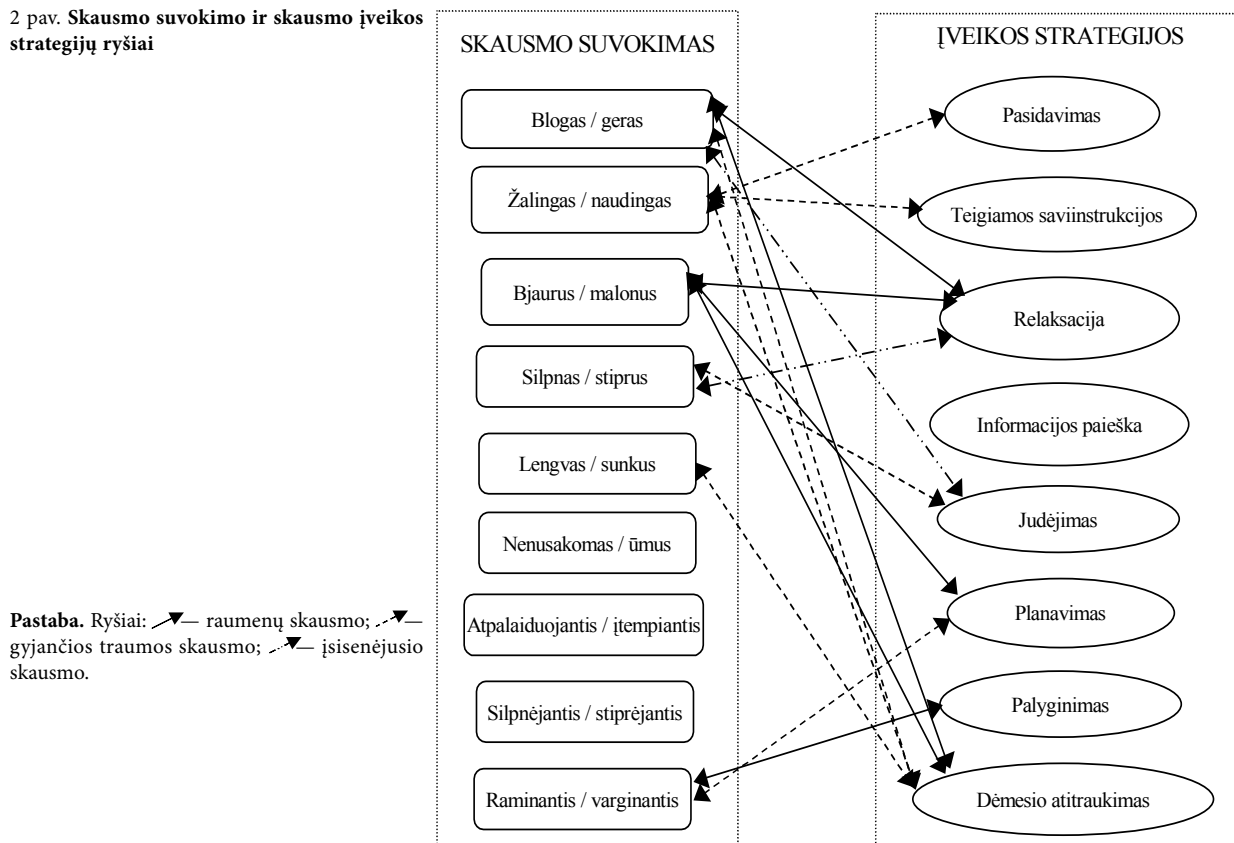 2 pav. Skausmo suvokimo ir skausmo įveikos
strategijų ryšiai
SKAUSMO SUVOKIMAS
Blogas / geras
Žalingas / naudingas
Bjaurus / malonus
Silpnas / stiprus
Lengvas / sunkus
Nenusakomas / ūmus
Atpalaiduojantis / įtempiantis
Silpnėjantis / stiprėjantis
Raminantis / varginantis
ĮVEIKOS STRATEGIJOS
Pasidavimas
Teigiamos saviinstrukcijos
Relaksacija
Informacijos paieška
Judėjimas
Planavimas
Palyginimas
Dėmesio atitraukimas
Pastaba. Ryšiai: — raumenų skausmo; —
gyjančios traumos skausmo; — įsisenėjusio
skausmo.